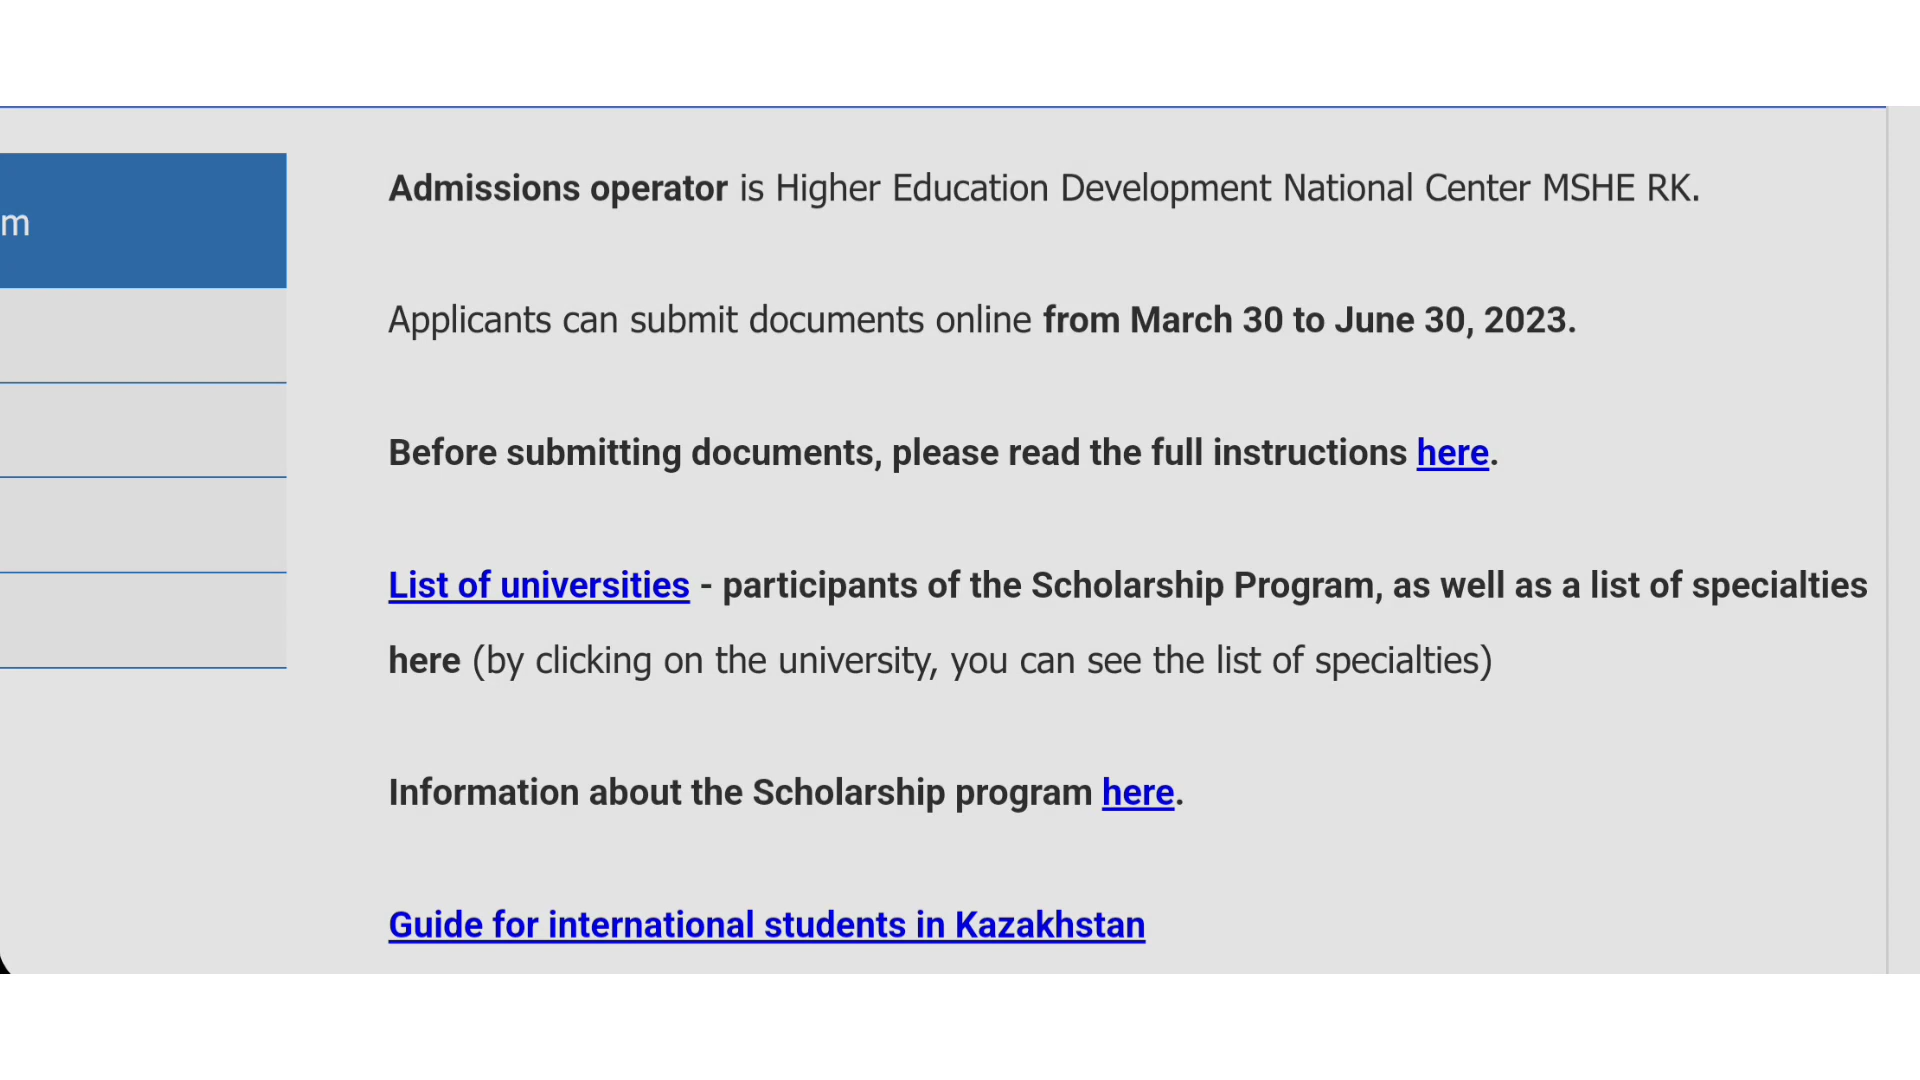 m
Admissions operator is Higher Education Development National Center MSHE RK.
Applicants can submit documents online from March 30 to June 30, 2023.
Before submitting documents, please read the full instructions here.
List of universities - participants of the Scholarship Program, as well as a list of specialties
here (by clicking on the university, you can see the list of specialties)
Information about the Scholarship program here.
Guide for international students in Kazakhstan